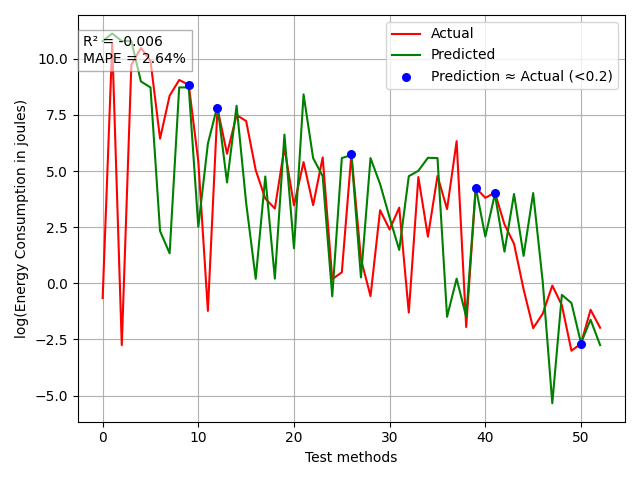 R² = -0.006
MAPE = 2.64%
Actual
Predicted
Prediction ≈ Actual (<0.2)
log(Energy Consumption in joules)
10.0
7.5
5.0
2.5
0.0
−2.5
−5.0
0 10 20 30 40 50
Test methods